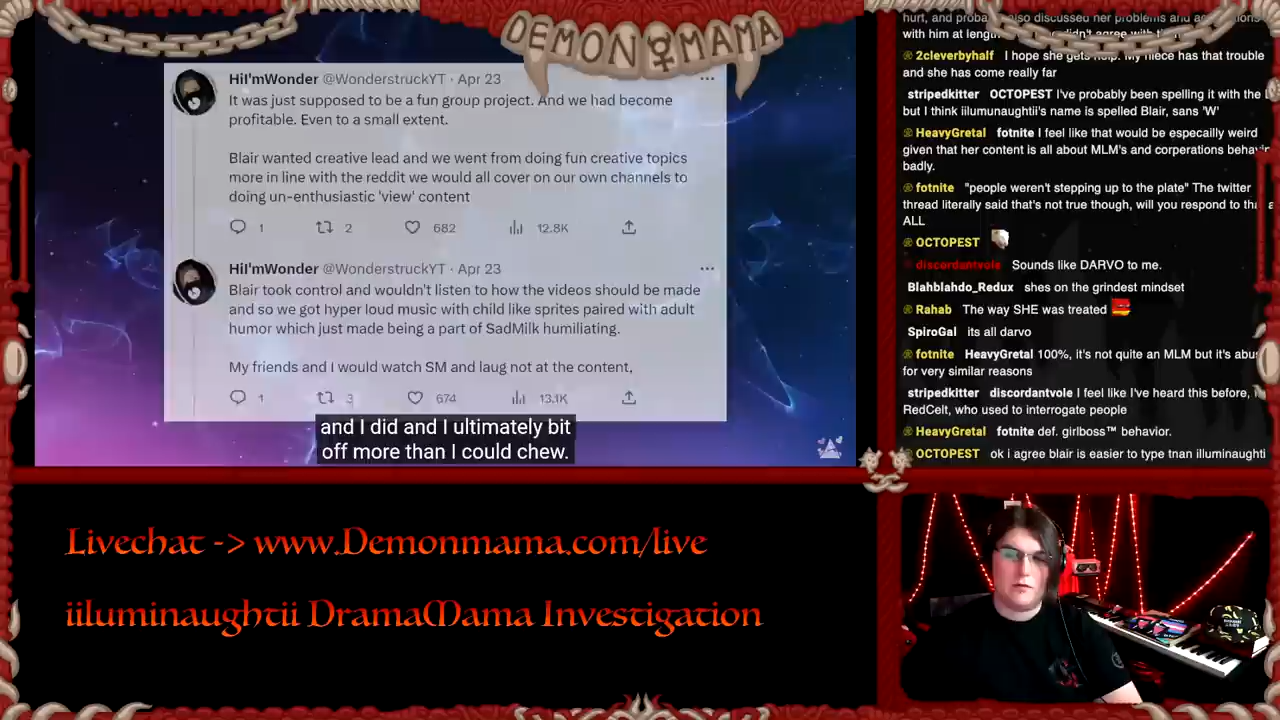 DEMON MAMA
Hi!'mWonder @WonderstruckYT · Apr 23
It was just supposed to be a fun group project. And we had become
profitable. Even to a small extent.
Blair wanted creative lead and we went from doing fun creative topics
more in line with the reddit we would all cover on our own channels to
doing un-enthusiastic 'view' content
1 2 682 12.8K
Hi!'mWonder @WonderstruckYT · Apr 23
Blair took control and wouldn't listen to how the videos should be made
and so we got hyper loud music with child like sprites paired with adult
humor which just made being a part of SadMilk humiliating.
My friends and I would watch SM and laug not at the content,
1 3 674 13.1K
and I did and I ultimately bit
off more than I could chew.
hurt, and also discussed her problems and
with him at
2cleverbyhalf I hope she gets help. My niece has that trouble
and she has come really far
stripedkitter OCTOPEST I've probably been spelling it with the
but I think iilumunaughtii's name is spelled Blair, sans 'W'
HeavyGretal fotnite I feel like that would be especailly weird
given that her content is all about MLM's and corperations
badly.
fotnite "people weren't stepping up to the plate" The twitter
thread literally said that's not true though, will you respond to
ALL
OCTOPEST
discordantvole Sounds like DARVO to me.
Blahblahdo_Redux shes on the grindest mindset
Rahab The way SHE was treated
SpiroGal its all darvo
fotnite HeavyGretal 100%, it's not quite an MLM but it's
for very similar reasons
stripedkitter discordantvole I feel like I've heard this before,
RedCelt, who used to interrogate people
HeavyGretal fotnite def. girlboss™ behavior.
OCTOPEST ok i agree blair is easier to type tnan illuminaughti
Livechat -> www.Demonmama.com/live
iiluminaughtii DramaMama Investigation